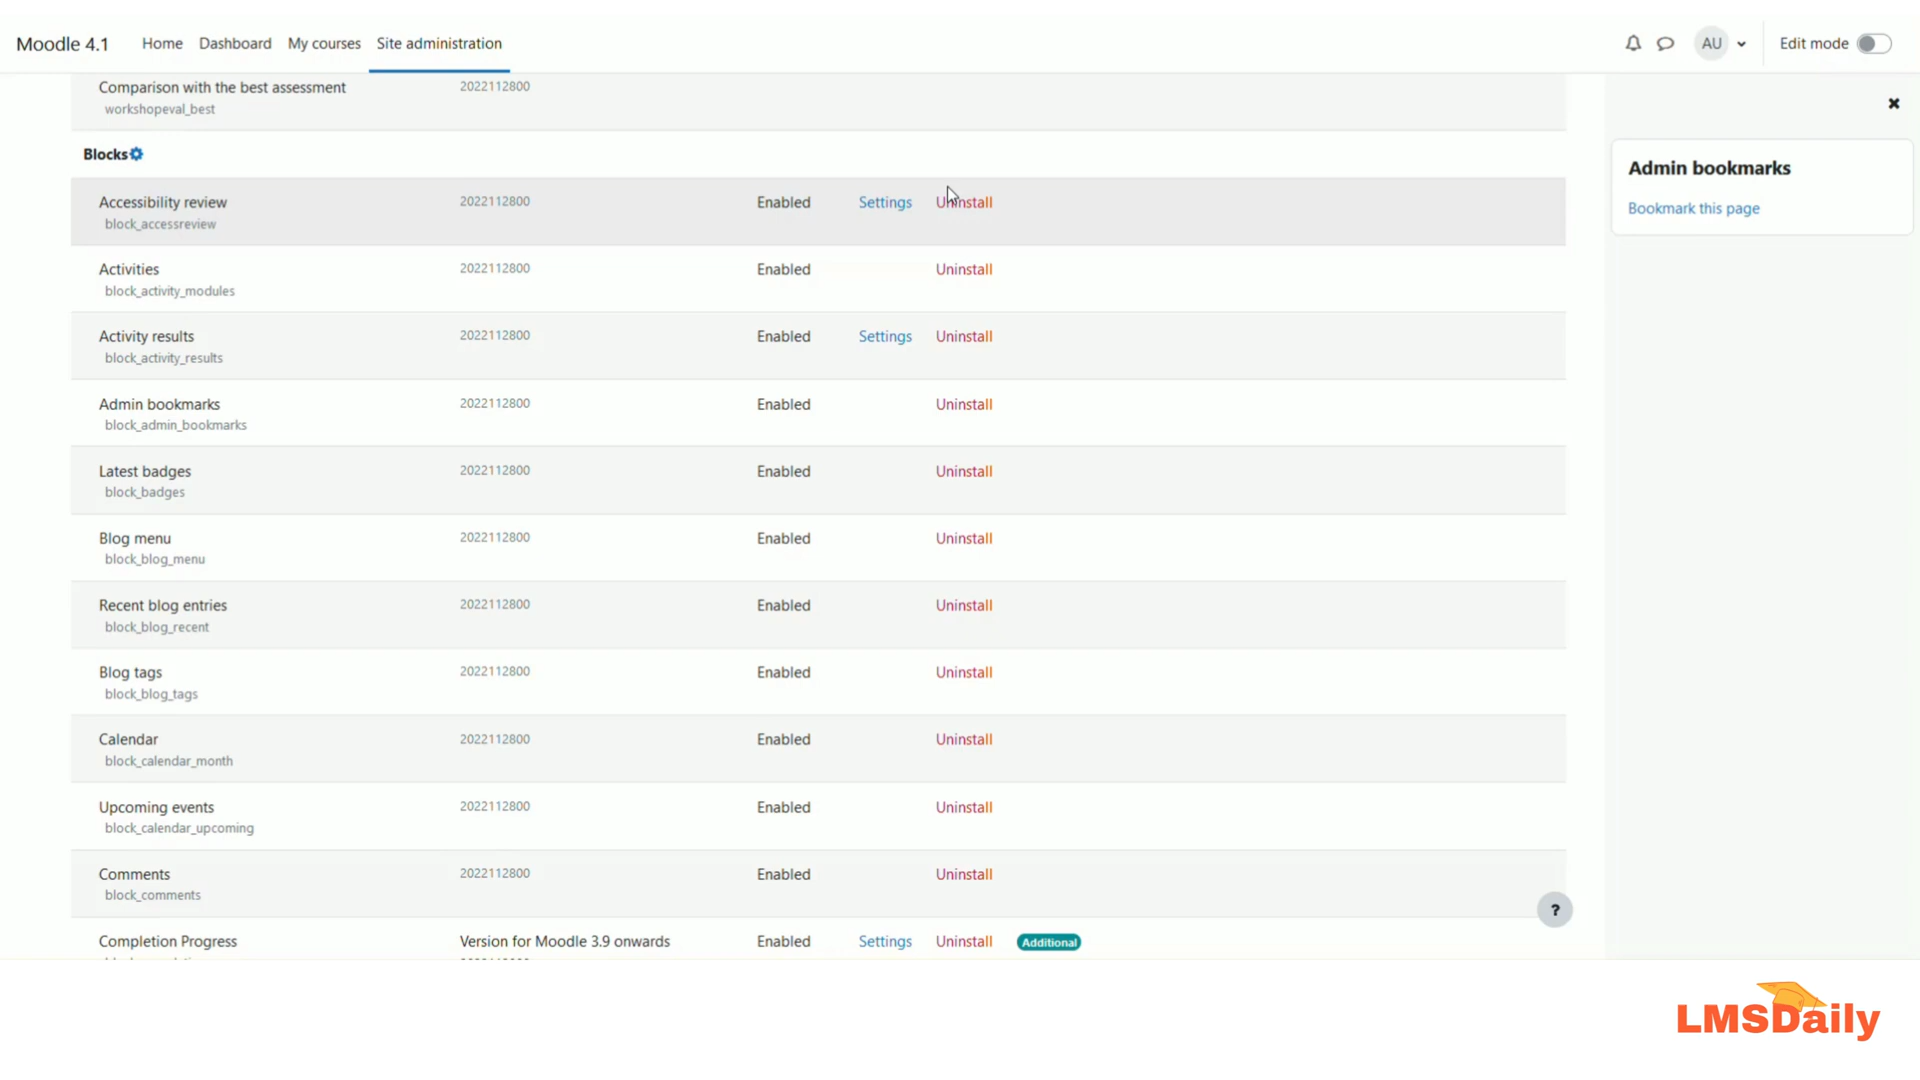 Moodle 4.1 Home Dashboard My courses Site administration AU Edit mode
Comparison with the best assessment 2022112800
workshopeval_best
Admin bookmarks
Bookmark this page
Blocks
Accessibility review 2022112800 Enabled Settings Uninstall
block_accessreview
Activities 2022112800 Enabled Uninstall
block_activity_modules
Activity results 2022112800 Enabled Settings Uninstall
block_activity_results
Admin bookmarks 2022112800 Enabled Uninstall
block_admin_bookmarks
Latest badges 2022112800 Enabled Uninstall
block_badges
Blog menu 2022112800 Enabled Uninstall
block_blog_menu
Recent blog entries 2022112800 Enabled Uninstall
block_blog_recent
Blog tags 2022112800 Enabled Uninstall
block_blog_tags
Calendar 2022112800 Enabled Uninstall
block_calendar_month
Upcoming events 2022112800 Enabled Uninstall
block_calendar_upcoming
Comments 2022112800 Enabled Uninstall
block_comments
?
Completion Progress Version for Moodle 3.9 onwards Enabled Settings Uninstall Additional
LMSDaily